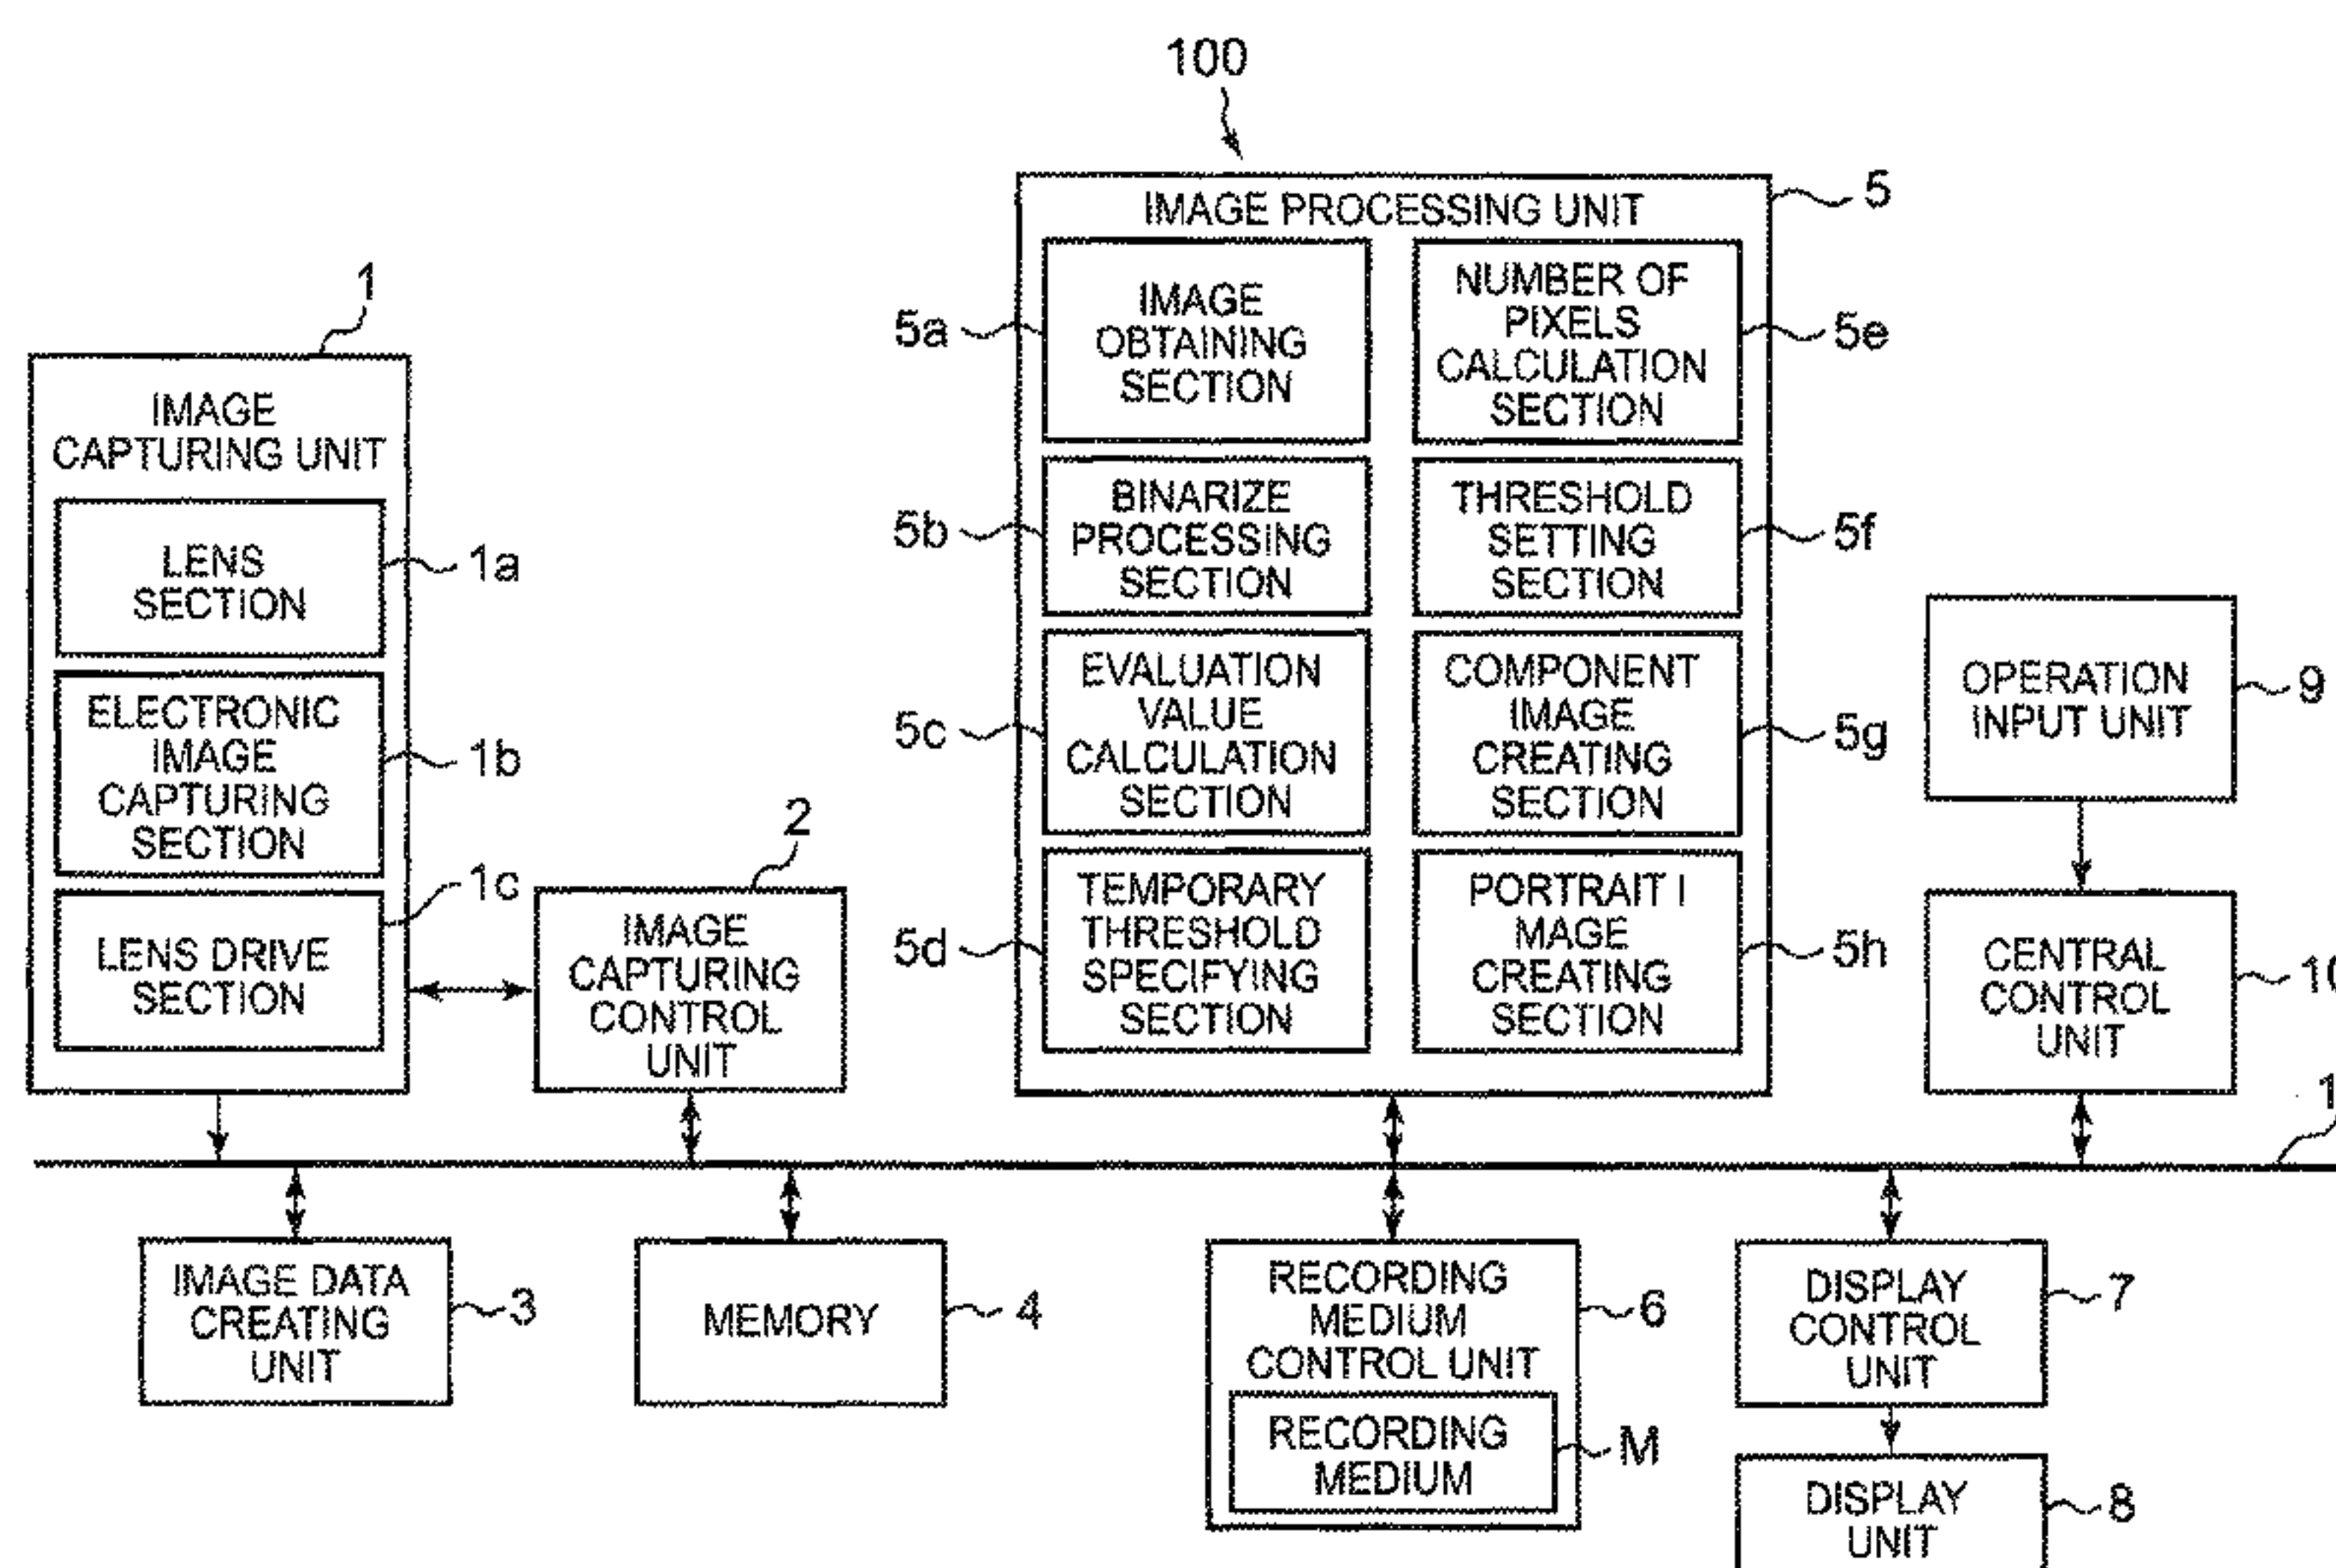 100
IMAGE PROCESSING UNIT
5
IMAGE
OBTAINING
SECTION
5a
NUMBER OF
PIXELS
CALCULATION
SECTION
5e
BINARIZE
PROCESSING
SECTION
5b
THRESHOLD
SETTING
SECTION
5f
EVALUATION
VALUE
CALCULATION
SECTION
5c
COMPONENT
IMAGE
CREATING
SECTION
5g
TEMPORARY
THRESHOLD
SPECIFYING
SECTION
5d
PORTRAIT I
MAGE
CREATING
SECTION
5h
1
IMAGE
CAPTURING UNIT
LENS
SECTION
1a
ELECTRONIC
IMAGE
CAPTURING
SECTION
1b
LENS DRIVE
SECTION
1c
2
IMAGE
CAPTURING
CONTROL
UNIT
OPERATION
INPUT UNIT
9
CENTRAL
CONTROL
UNIT
10
IMAGE DATA
CREATING
UNIT
3
MEMORY
4
RECORDING
MEDIUM
CONTROL UNIT
6
RECORDING
MEDIUM
M
DISPLAY
CONTROL
UNIT
7
DISPLAY
UNIT
8